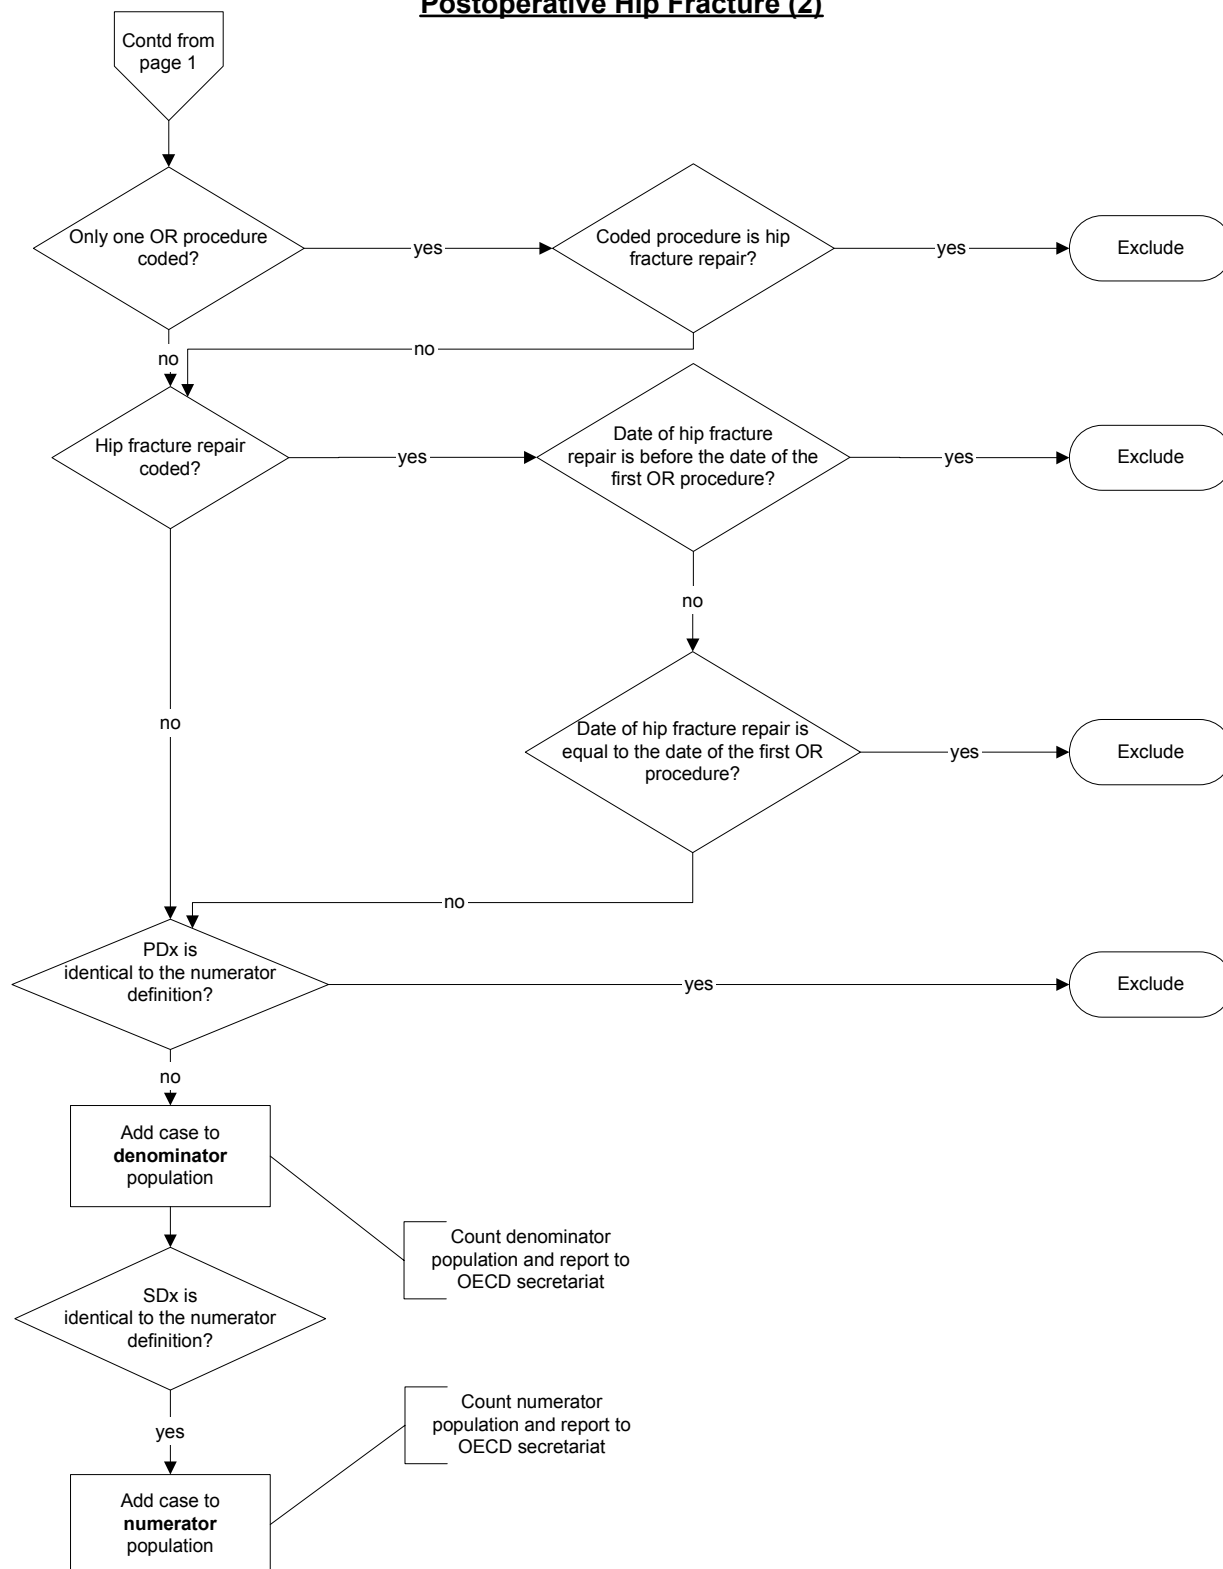 Postoperative Hip Fracture (2)
Contd from
page 1
Only one OR procedure
coded?
yes
Coded procedure is hip
fracture repair?
yes
Exclude
no
no
Hip fracture repair
coded?
yes
Date of hip fracture
repair is before the date of the
first OR procedure?
yes
Exclude
no
no
Date of hip fracture repair is
equal to the date of the first OR
procedure?
yes
Exclude
no
PDx is
identical to the numerator
definition?
yes
Exclude
no
Add case to
denominator
population
Count denominator
population and report to
OECD secretariat
SDx is
identical to the numerator
definition?
yes
Count numerator
population and report to
OECD secretariat
Add case to
numerator
population